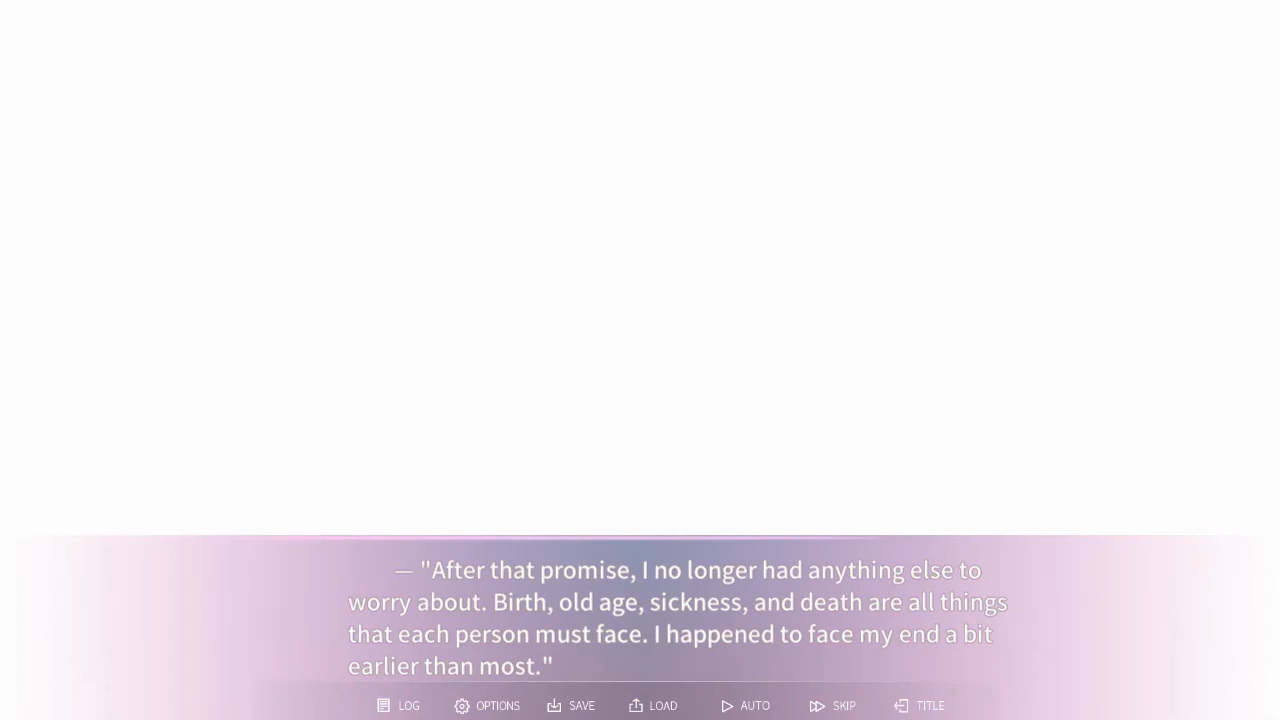 — "After that promise, I no longer had anything else to
worry about. Birth, old age, sickness, and death are all things
that each person must face. I happened to face my end a bit
earlier than most."
LOG OPTIONS SAVE LOAD AUTO SKIP TITLE